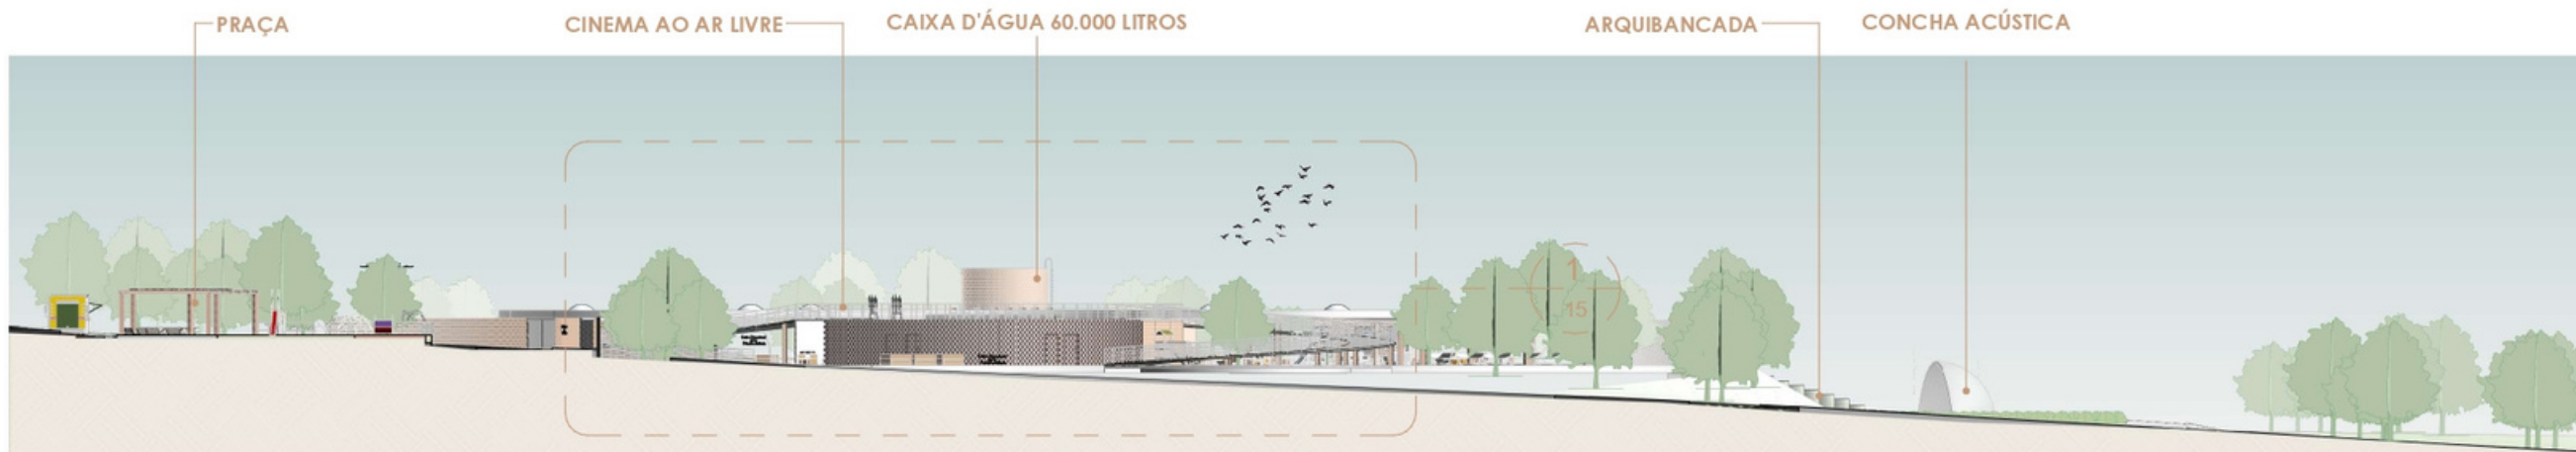 PRAÇA
CINEMA AO AR LIVRE
CAIXA D'ÁGUA 60.000 LITROS
ARQUIBANCADA
CONCHA ACÚSTICA
1
15